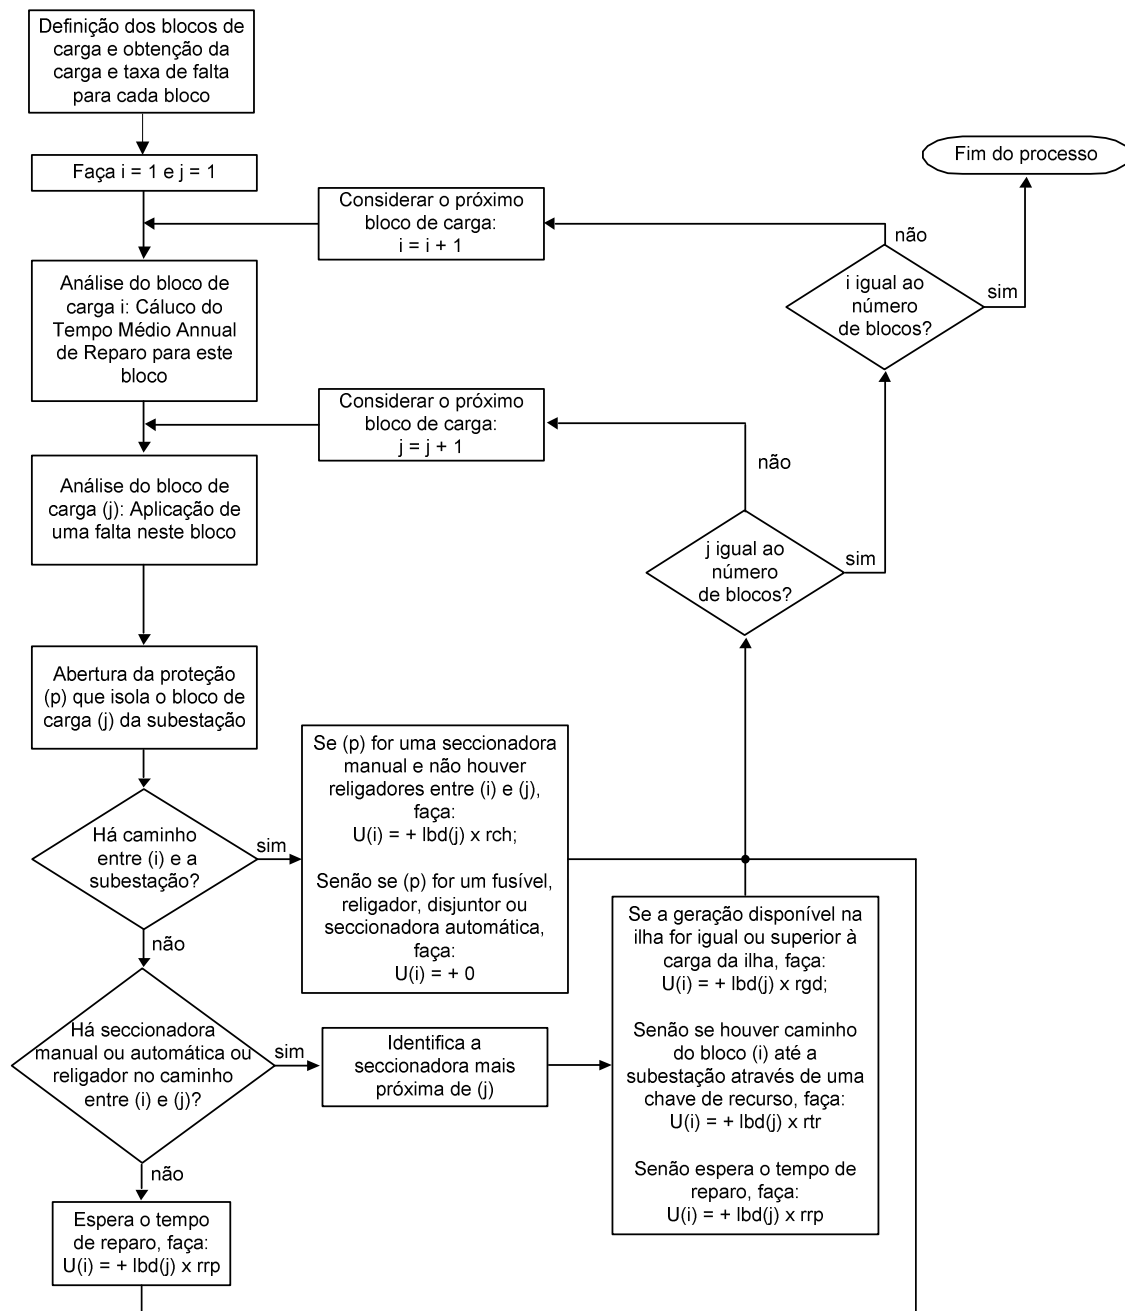 Definição dos blocos de
carga e obtenção da
carga e taxa de falta
para cada bloco
Faça i = 1 e j = 1
Fim do processo
Considerar o próximo
bloco de carga:
i = i + 1
não
i igual ao
número
de blocos?
sim
Análise do bloco de
carga i: Cáluco do
Tempo Médio Annual
de Reparo para este
bloco
Considerar o próximo
bloco de carga:
j = j + 1
não
Análise do bloco de
carga (j): Aplicação de
uma falta neste bloco
j igual ao
número
de blocos?
sim
Abertura da proteção
(p) que isola o bloco de
carga (j) da subestação
Há caminho
entre (i) e a
subestação?
sim
não
Se (p) for uma seccionadora
manual e não houver
religadores entre (i) e (j),
faça:
U(i) = + lbd(j) x rch;
Senão se (p) for um fusível,
religador, disjuntor ou
seccionadora automática,
faça:
U(i) = + 0
Há seccionadora
manual ou automática ou
religador no caminho
entre (i) e (j)?
sim
não
Identifica a
seccionadora mais
próxima de (j)
Se a geração disponível na
ilha for igual ou superior à
carga da ilha, faça:
U(i) = + lbd(j) x rgd;
Senão se houver caminho
do bloco (i) até a
subestação através de uma
chave de recurso, faça:
U(i) = + lbd(j) x rtr
Senão espera o tempo de
reparo, faça:
U(i) = + lbd(j) x rrp
Espera o tempo
de reparo, faça:
U(i) = + lbd(j) x rrp